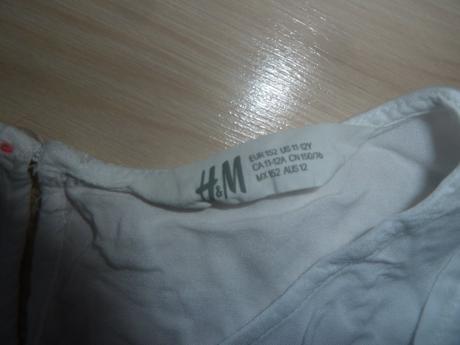 H&M
EUR 152 US 11-12Y
CA 11-12A CN 150/76
MX 152 AUS 12